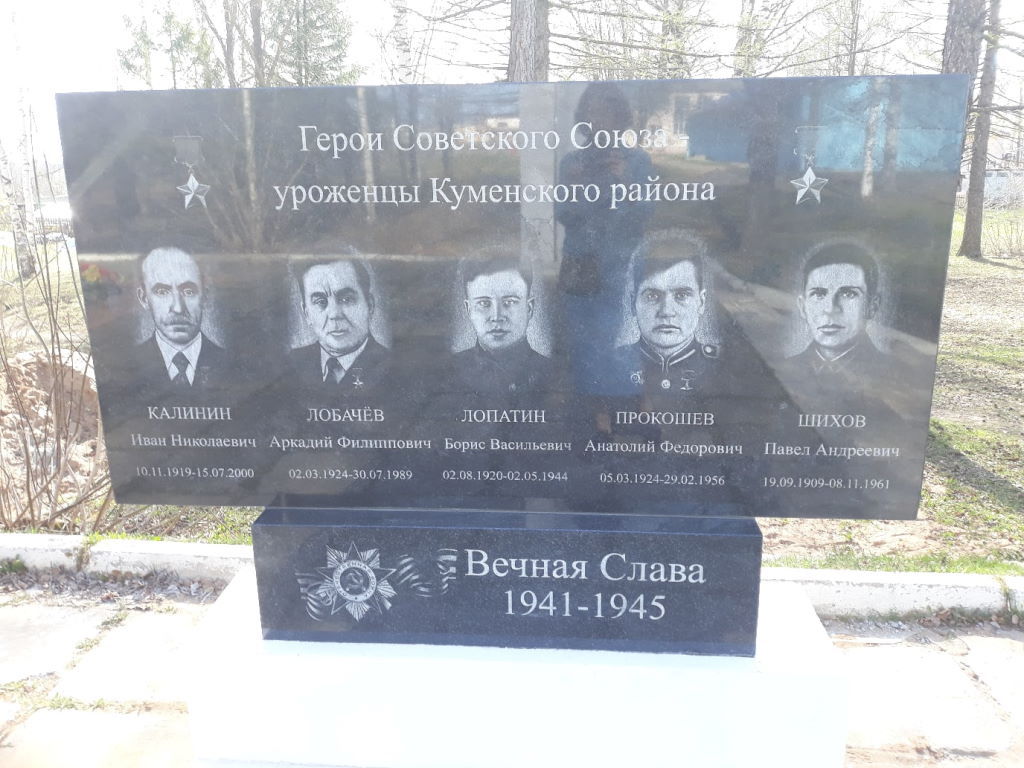 Герои Советского Союза -
уроженцы Куменского района
КАЛИНИН
Иван Николаевич
10.11.1919-15.07.2000
ЛОБАЧЁВ
Аркадий Филиппович
02.03.1924-30.07.1989
ЛОПАТИН
Борис Васильевич
02.08.1920-02.05.1944
ПРОКОШЕВ
Анатолий Федорович
05.03.1924-29.02.1956
ШИХОВ
Павел Андреевич
19.09.1909-08.11.1961
Вечная Слава
1941-1945